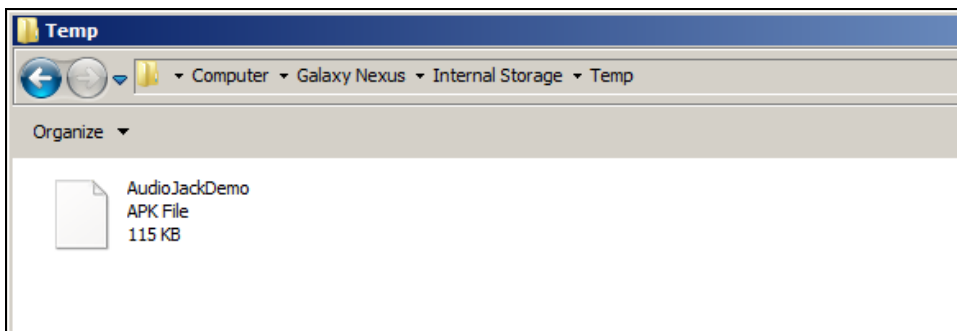 Temp
Computer Galaxy Nexus Internal Storage Temp
Organize
AudioJackDemo
APK File
115 KB